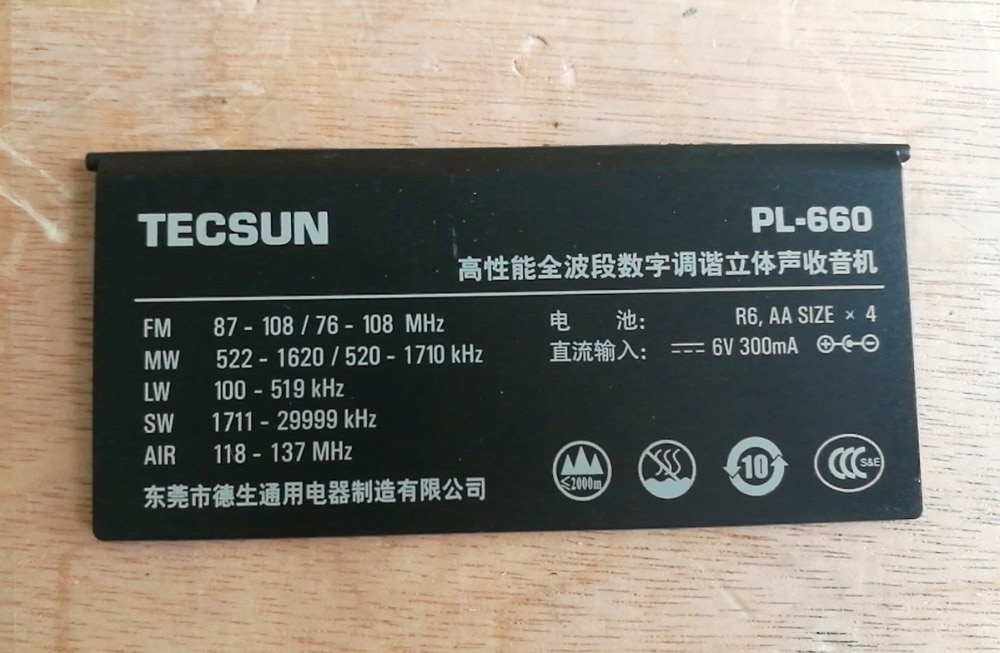 TECSUN
PL-660
高性能全波段数字调谐立体声收音机
FM 87 - 108 / 76 - 108 MHz
MW 522 - 1620 / 520 - 1710 kHz
LW 100 - 519 kHz
SW 1711 - 29999 kHz
AIR 118 - 137 MHz
东莞市德生通用电器制造有限公司
电 池: R6, AA SIZE × 4
直流输入: 6V 300mA
≤2000m
10
CCC S&E